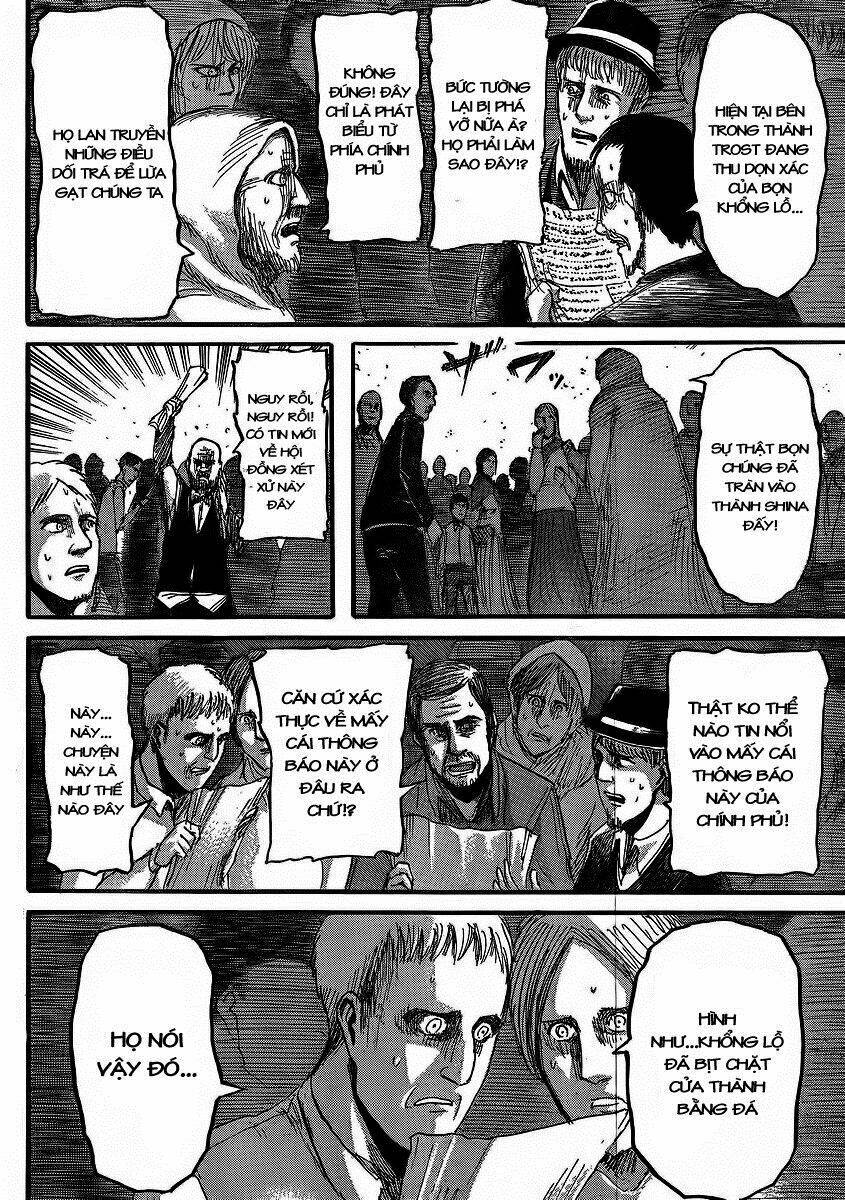 HIỆN TẠI BÊN
TRONG THÀNH
TROST ĐANG
THU DỌN XÁC
CỦA BỌN
KHỔNG LỒ...
BỨC TƯỜNG
LẠI BỊ PHÁ
VỠ NỮA À?
HỌ PHẢI LÀM
SAO ĐÂY!?
KHÔNG
ĐÚNG! ĐÂY
CHỈ LÀ PHÁT
BIỂU TỪ
PHÍA CHÍNH
PHỦ
HỌ LAN TRUYỀN
NHỮNG ĐIỀU
DỐI TRÁ ĐỂ LỪA
GẠT CHÚNG TA
SỰ THẬT BỌN
CHÚNG ĐÃ
TRÀN VÀO
THÀNH SHINA
ĐẤY!
ザワッ
NGUY RỒI,
NGUY RỒI!
CÓ TIN MỚI
VỀ HỘI
ĐỒNG XÉT
- XỬ NÀY
ĐÂY
THẬT KO THỂ
NÀO TIN NỔI
VÀO MẤY CÁI
THÔNG BÁO
NÀY CỦA
CHÍNH PHỦ!
CĂN CỨ XÁC
THỰC VỀ MẤY
CÁI THÔNG
BÁO NÀY Ở
ĐÂU RA
CHỨ!?
NÀY...
NÀY...
CHUYỆN
NÀY LÀ
NHƯ THẾ
NÀO ĐÂY
HÌNH
NHƯ...KHỔNG LỒ
ĐÃ BỊT CHẶT
CỬA THÀNH
BẰNG ĐÁ
HỌ NÓI
VẬY ĐÓ...